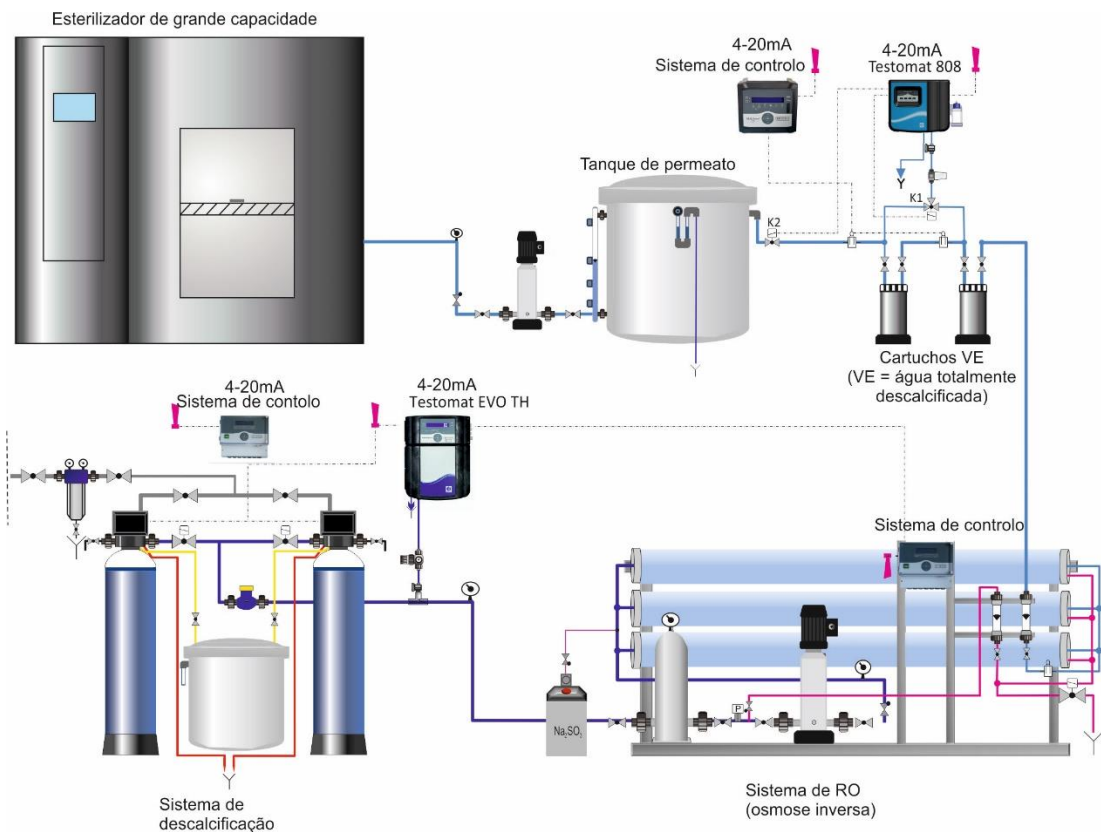 Esterilizador de grande capacidade
4-20mA
Sistema de controlo
4-20mA
Testomat 808
Tanque de permeato
Y
K1
K2
Cartuchos VE
(VE = água totalmente
descalcificada)
4-20mA
Sistema de contolo
4-20mA
Testomat EVO TH
Sistema de controlo
P
Na₂SO₃
Sistema de
descalcificação
Sistema de RO
(osmose inversa)